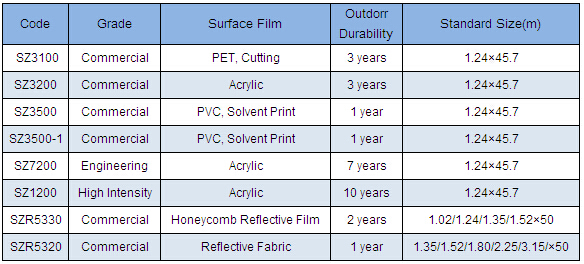 Code Grade Surface Film Outdorr Durability Standard Size(m)
SZ3100 Commercial PET, Cutting 3 years 1.24×45.7
SZ3200 Commercial Acrylic 3 years 1.24×45.7
SZ3500 Commercial PVC, Solvent Print 1 year 1.24×45.7
SZ3500-1 Commercial PVC, Solvent Print 1 year 1.24×45.7
SZ7200 Engineering Acrylic 7 years 1.24×45.7
SZ1200 High Intensity Acrylic 10 years 1.24×45.7
SZR5330 Commercial Honeycomb Reflective Film 2 years 1.02/1.24/1.35/1.52×50
SZR5320 Commercial Reflective Fabric 1 year 1.35/1.52/1.80/2.25/3.15/×50